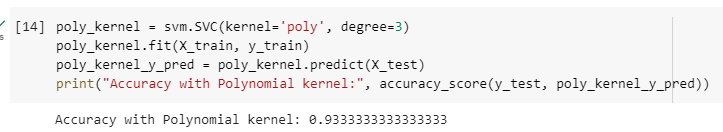 [14] poly_kernel = svm.SVC(kernel='poly', degree=3)
poly_kernel.fit(X_train, y_train)
poly_kernel_y_pred = poly_kernel.predict(X_test)
print("Accuracy with Polynomial kernel:", accuracy_score(y_test, poly_kernel_y_pred))
Accuracy with Polynomial kernel: 0.9333333333333333